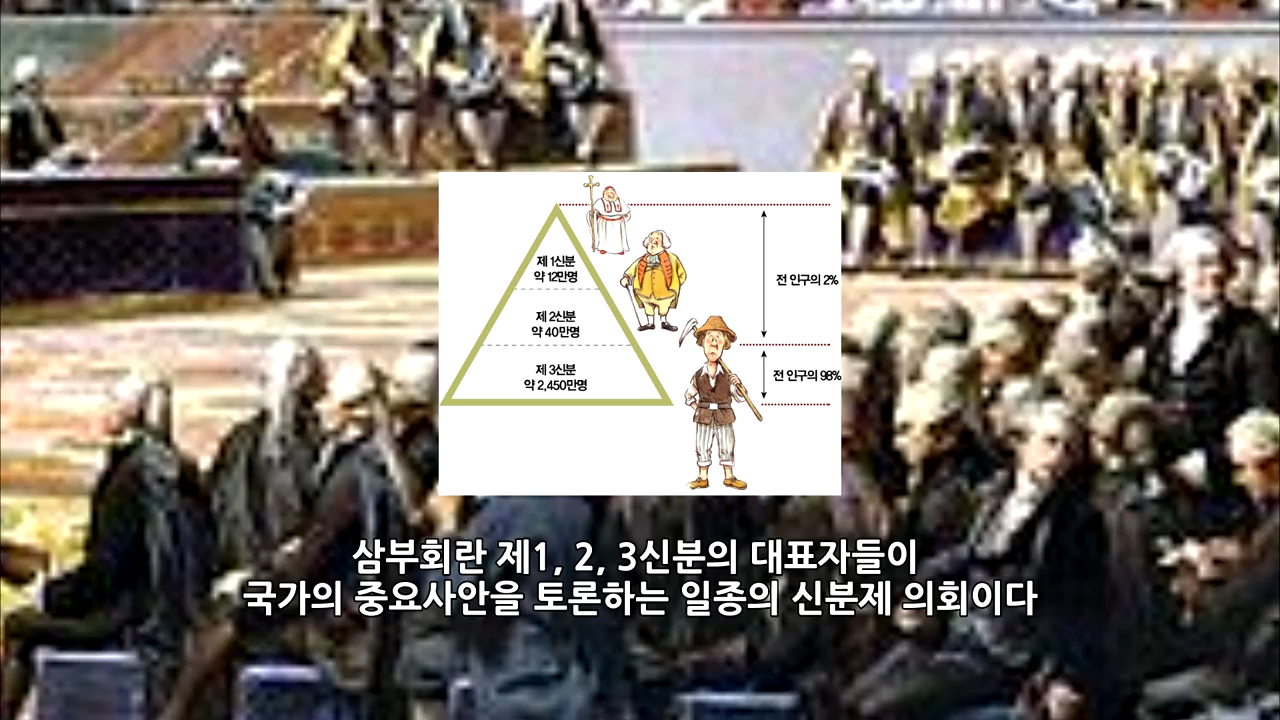 제 1신분
약 12만명
전 인구의 2%
제 2신분
약 40만명
제 3신분
약 2,450만명
전 인구의 98%
삼부회란 제1, 2, 3신분의 대표자들이
국가의 중요사안을 토론하는 일종의 신분제 의회이다